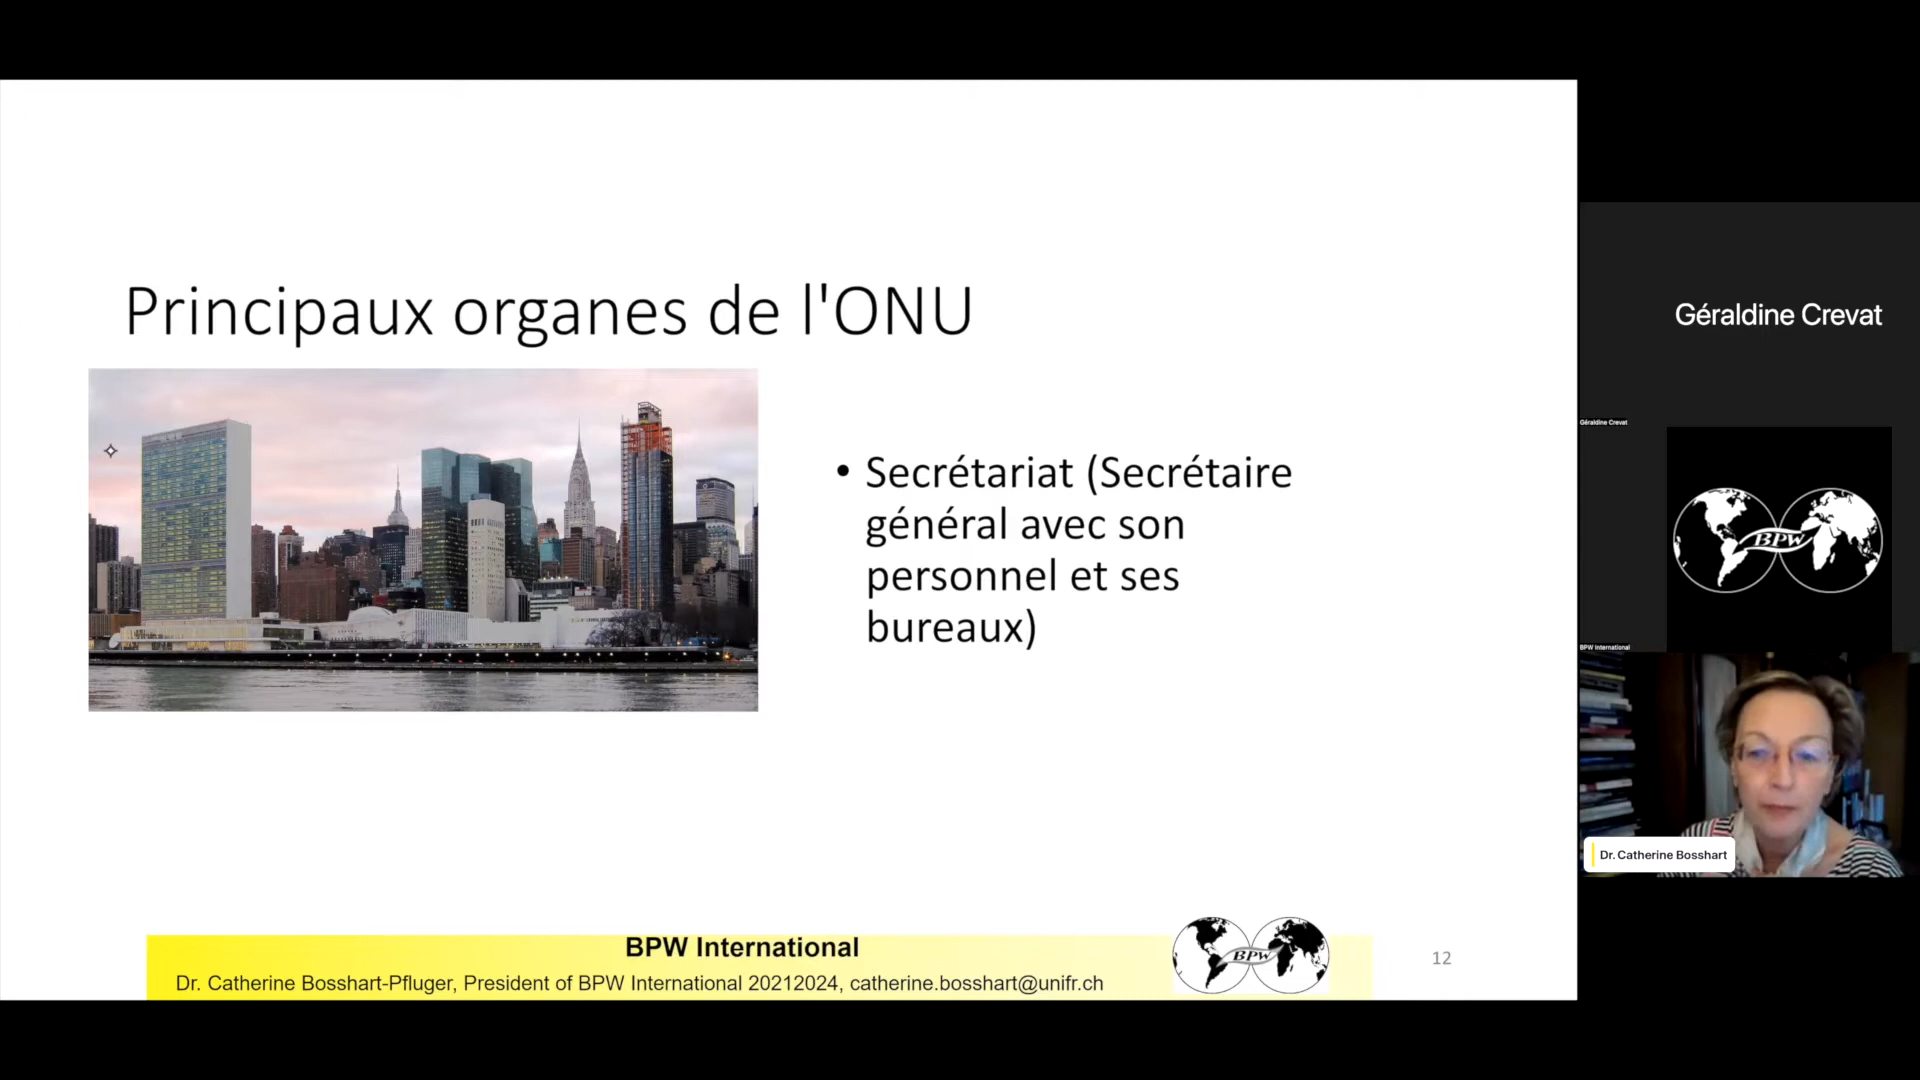 Principaux organes de l'ONU
• Secrétariat (Secrétaire
général avec son
personnel et ses
bureaux)
BPW International
Dr. Catherine Bosshart-Pfluger, President of BPW International 20212024, catherine.bosshart@unifr.ch
BPW
12
Géraldine Crevat
Géraldine Crevat
BPW
BPW International
Dr. Catherine Bosshart